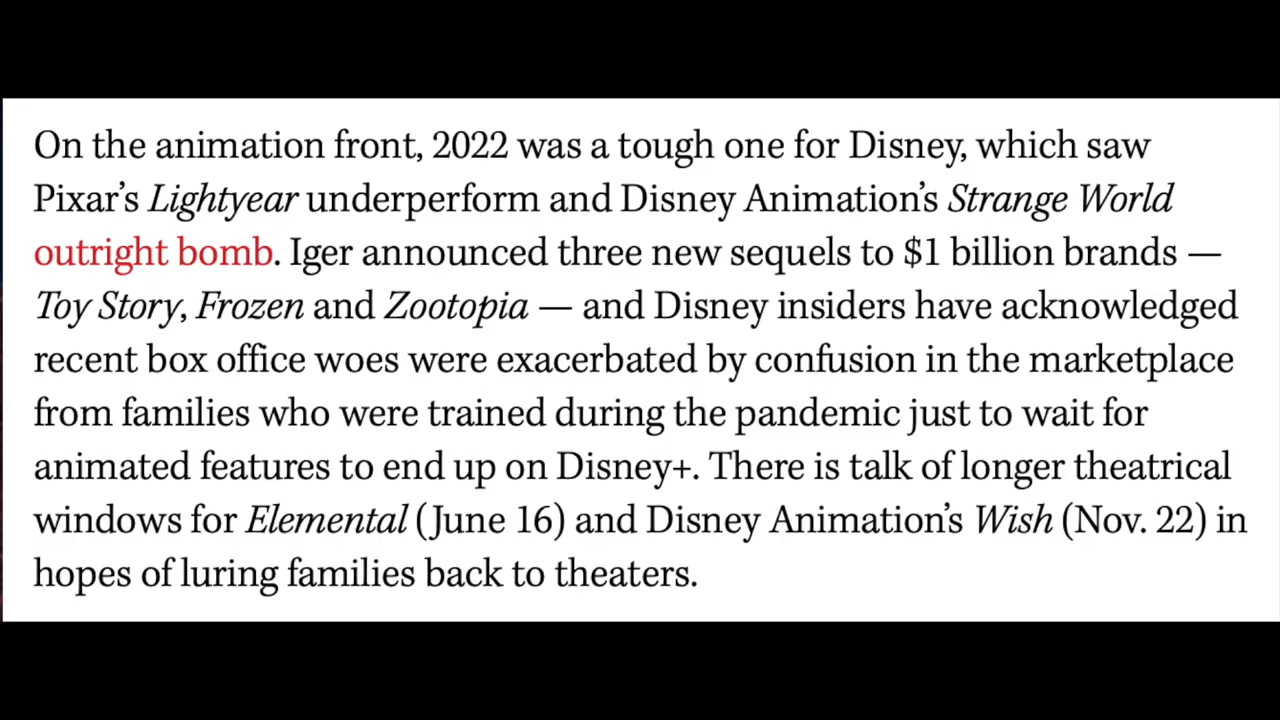 On the animation front, 2022 was a tough one for Disney, which saw
Pixar’s Lightyear underperform and Disney Animation’s Strange World
outright bomb. Iger announced three new sequels to $1 billion brands —
Toy Story, Frozen and Zootopia — and Disney insiders have acknowledged
recent box office woes were exacerbated by confusion in the marketplace
from families who were trained during the pandemic just to wait for
animated features to end up on Disney+. There is talk of longer theatrical
windows for Elemental (June 16) and Disney Animation’s Wish (Nov. 22) in
hopes of luring families back to theaters.